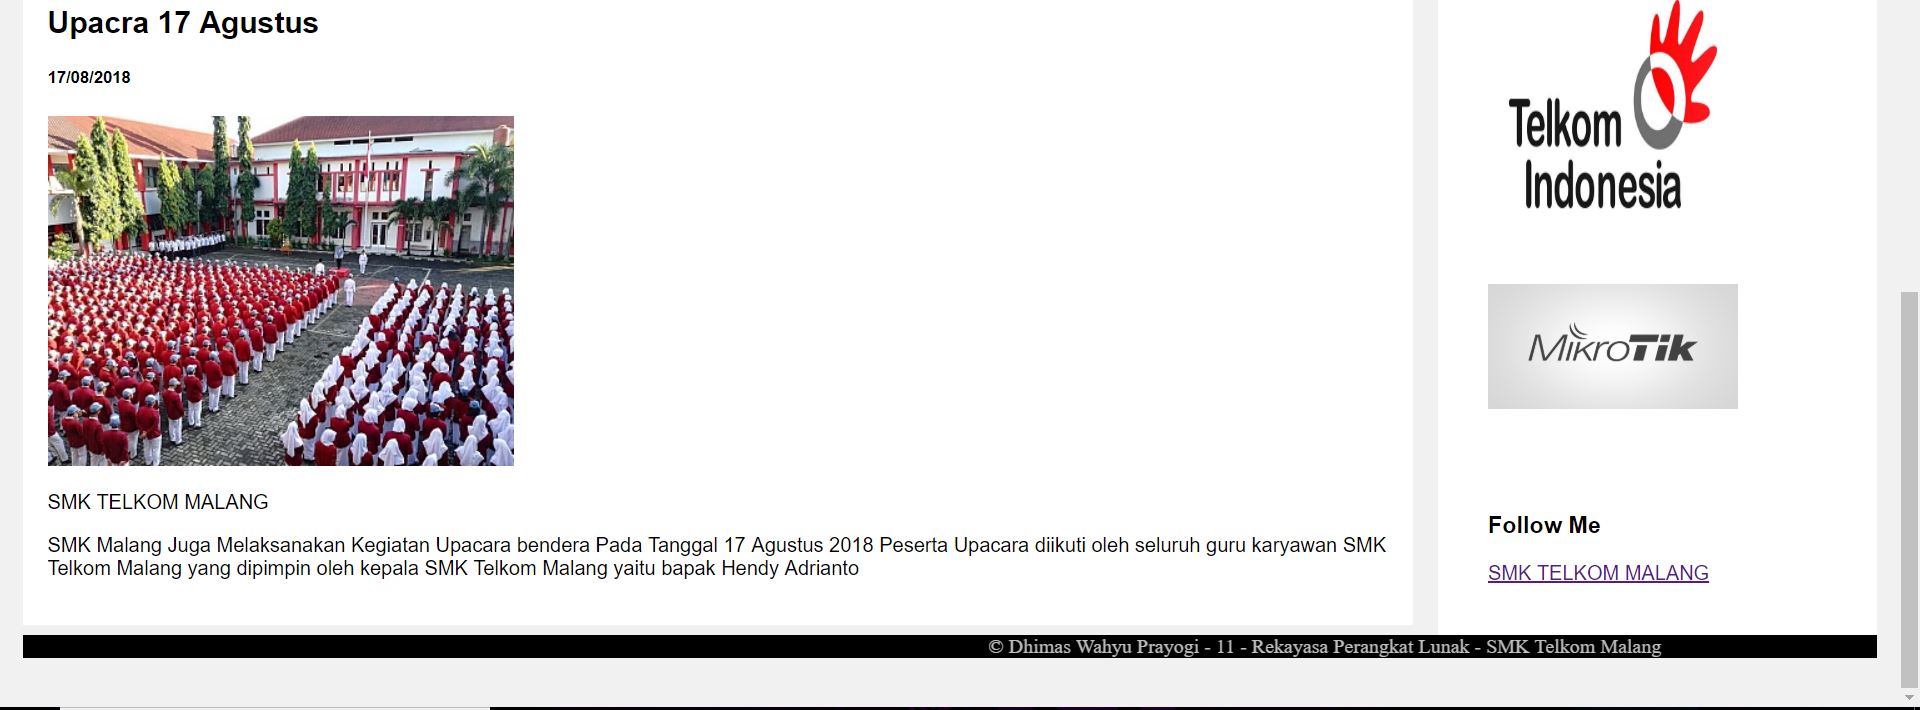 Upacra 17 Agustus
17/08/2018
SMK TELKOM MALANG
SMK Malang Juga Melaksanakan Kegiatan Upacara bendera Pada Tanggal 17 Agustus 2018 Peserta Upacara diikuti oleh seluruh guru karyawan SMK
Telkom Malang yang dipimpin oleh kepala SMK Telkom Malang yaitu bapak Hendy Adrianto
Telkom
Indonesia
MikroTik
Follow Me
SMK TELKOM MALANG
© Dhimas Wahyu Prayogi - 11 - Rekayasa Perangkat Lunak - SMK Telkom Malang